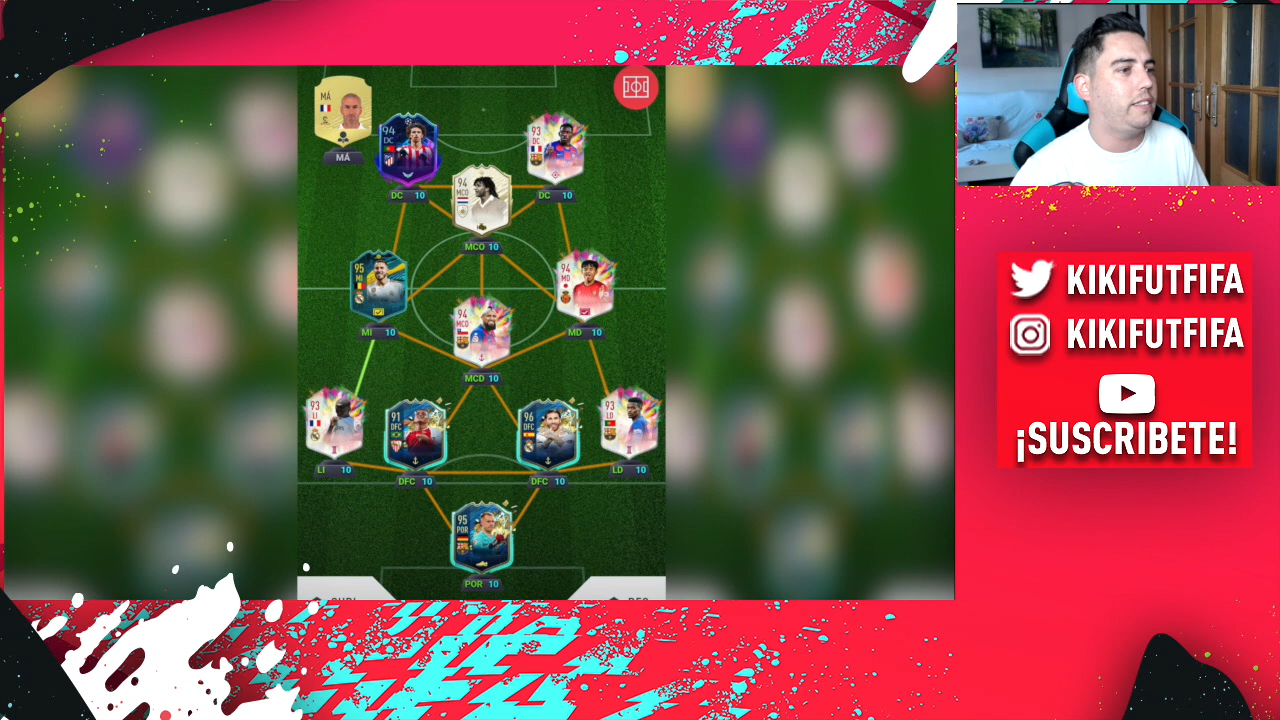 MÁ
MÁ
94
DC
DC 10
93
DC
DC 10
94
MCO
MCO 10
95
MI
MI 10
94
MD
MD 10
94
MCD
MCD 10
93
LI
LI 10
91
DFC
DFC 10
96
DFC
DFC 10
93
LD
LD 10
95
POR
POR 10
KIKIFUTFIFA
KIKIFUTFIFA
¡SUSCRIBETE!